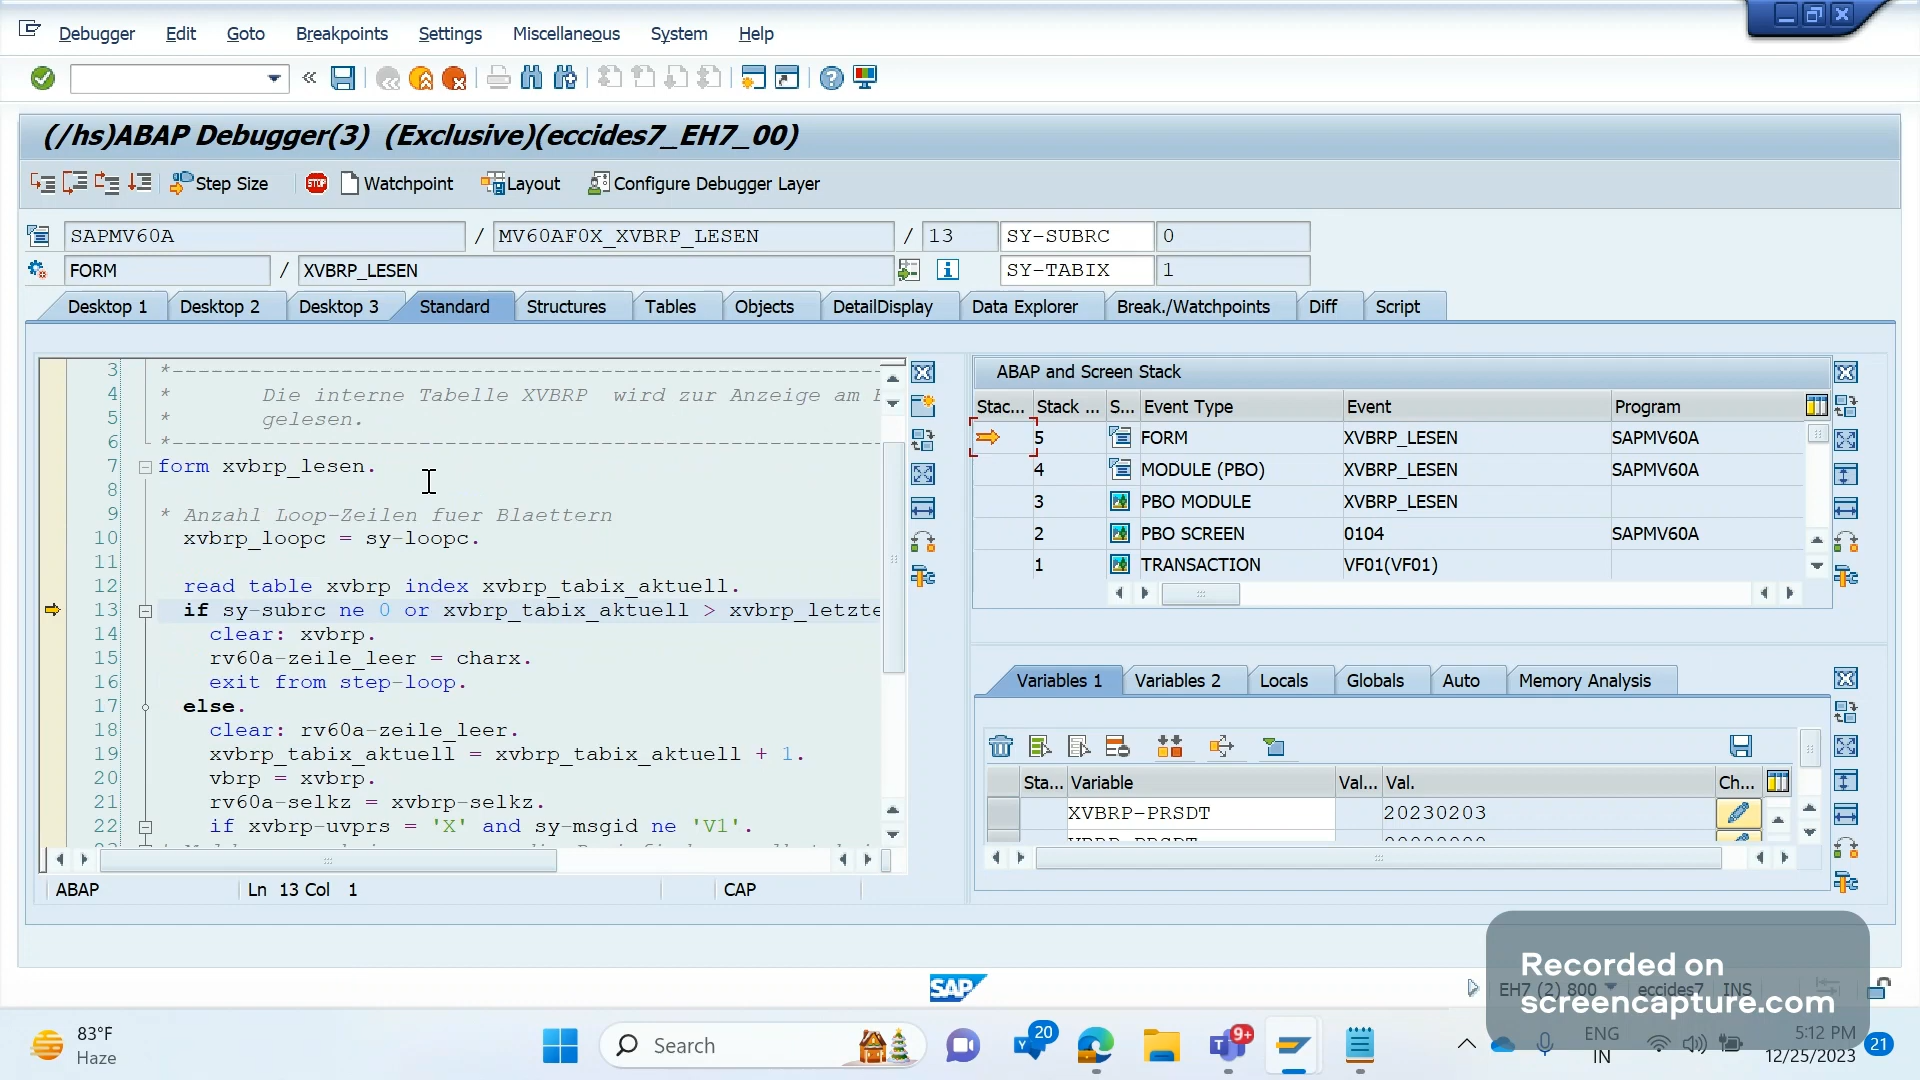 Debugger Edit Goto Breakpoints Settings Miscellaneous System Help
(/hs)ABAP Debugger(3) (Exclusive)(eccides7_EH7_00)
Step Size STOP Watchpoint Layout Configure Debugger Layer
SAPMV60A / MV60AF0X_XVBRP_LESEN / 13 SY-SUBRC 0
FORM / XVBRP_LESEN SY-TABIX 1
Desktop 1 Desktop 2 Desktop 3 Standard Structures Tables Objects DetailDisplay Data Explorer Break./Watchpoints Diff Script
3 *----------------------------------------------------------------
4 * Die interne Tabelle XVBRP wird zur Anzeige am
5 * gelesen.
6 *----------------------------------------------------------------
7 form xvbrp_lesen.
8
9 * Anzahl Loop-Zeilen fuer Blaettern
10 xvbrp_loopc = sy-loopc.
11
12 read table xvbrp index xvbrp_tabix_aktuell.
13 if sy-subrc ne 0 or xvbrp_tabix_aktuell > xvbrp_letzte
14 clear: xvbrp.
15 rv60a-zeile_leer = charx.
16 exit from step-loop.
17 else.
18 clear: rv60a-zeile_leer.
19 xvbrp_tabix_aktuell = xvbrp_tabix_aktuell + 1.
20 vbrp = xvbrp.
21 rv60a-selkz = xvbrp-selkz.
22 if xvbrp-uvprs = 'X' and sy-msgid ne 'V1'.
ABAP Ln 13 Col 1 CAP
ABAP and Screen Stack
Stac... Stack ... S... Event Type Event Program
5 FORM XVBRP_LESEN SAPMV60A
4 MODULE (PBO) XVBRP_LESEN SAPMV60A
3 PBO MODULE XVBRP_LESEN
2 PBO SCREEN 0104 SAPMV60A
1 TRANSACTION VF01(VF01)
Variables 1 Variables 2 Locals Globals Auto Memory Analysis
Sta... Variable Val... Val. Ch...
XVBRP-PRSDT 20230203
SAP
EH7 (2) 800 eccides7 INS
Recorded on
screencapture.com
83°F
Haze
Search
20
9+
ENG
IN
5:12 PM
12/25/2023
21